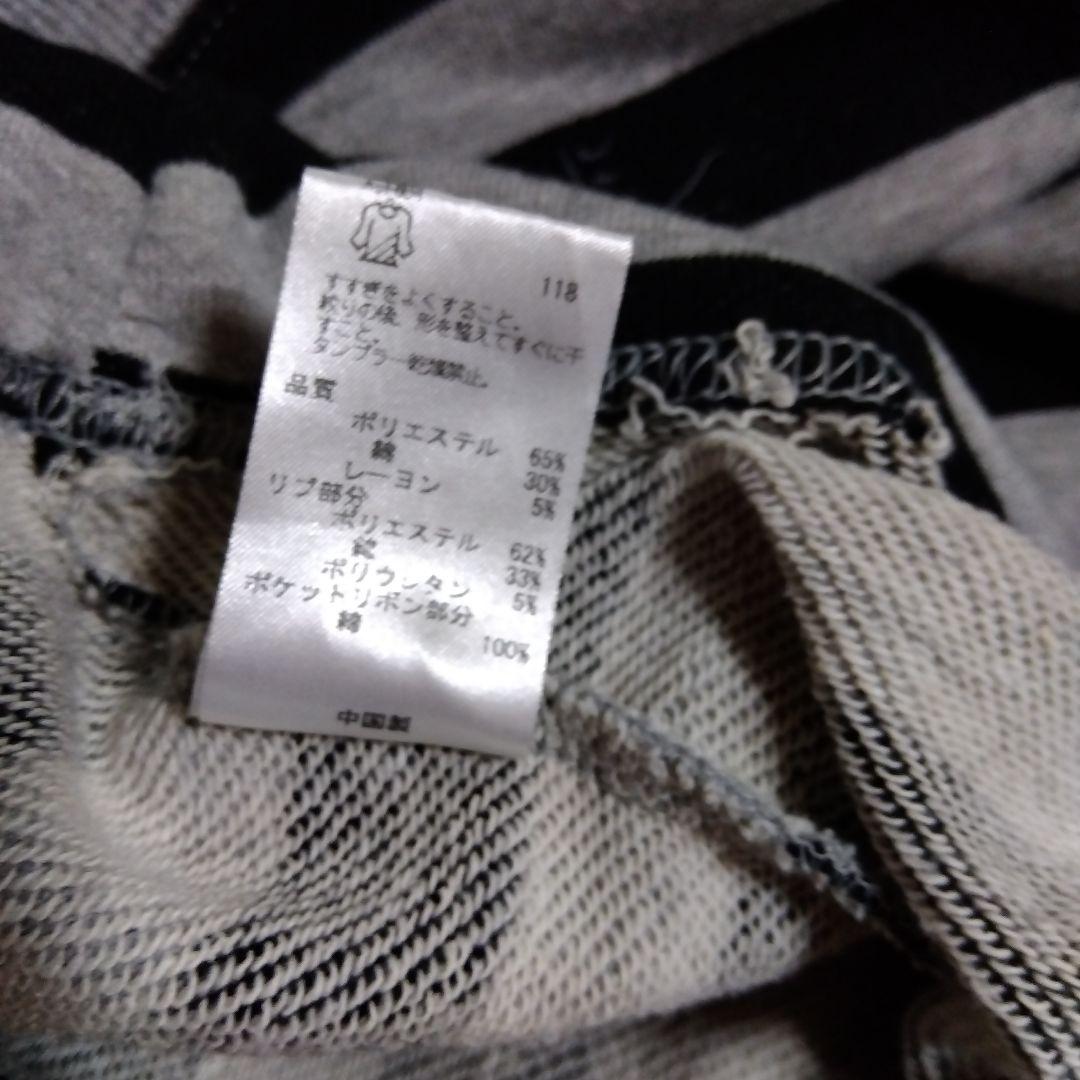 118
すすぎをよくすること。
絞りの後、形を整えてすぐに干
すこと。
タンブラー乾燥禁止。
品質
ポリエステル 65%
綿 30%
レーヨン 5%
リブ部分
ポリエステル 62%
綿 33%
ポリウレタン 5%
ポケットリボン部分
綿 100%
中国製